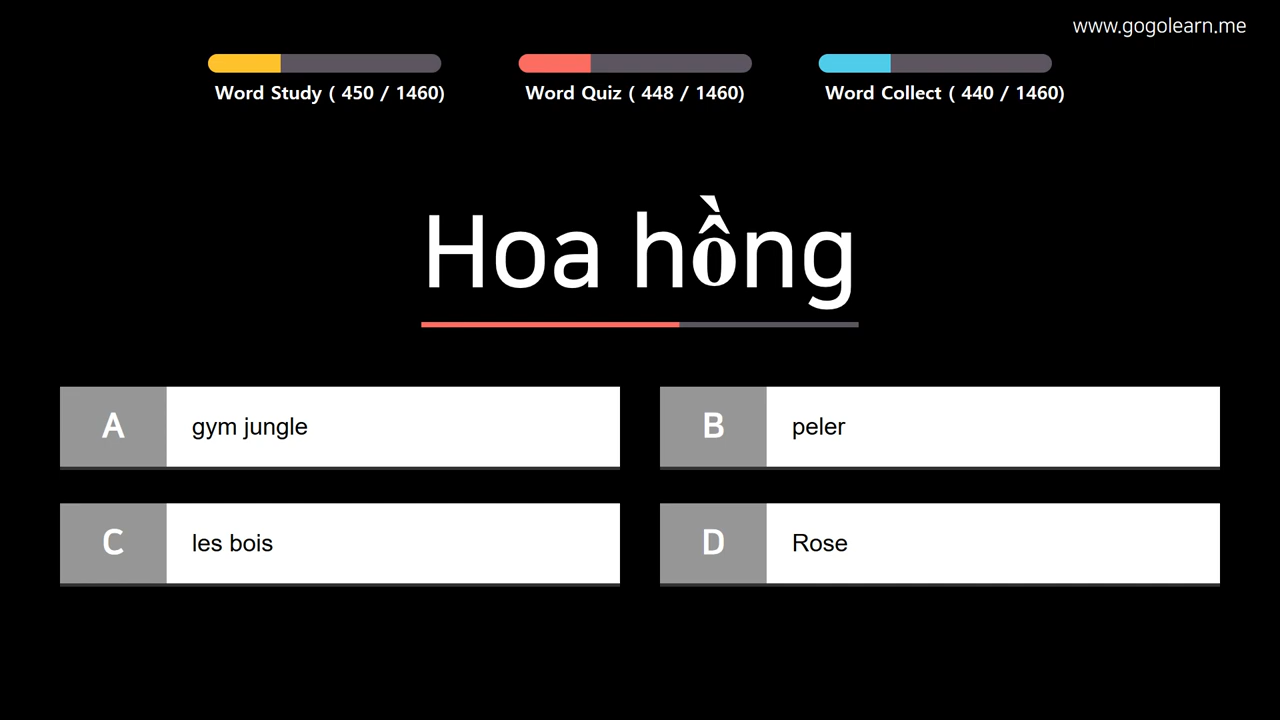 www.gogolearn.me
Word Study ( 450 / 1460)
Word Quiz ( 448 / 1460)
Word Collect ( 440 / 1460)
Hoa hồng
A
gym jungle
B
peler
C
les bois
D
Rose